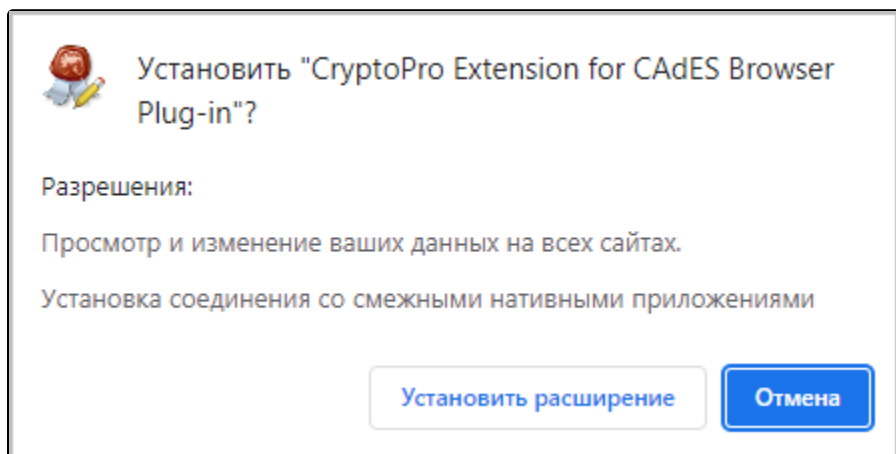 Установить "CryptoPro Extension for CAdES Browser
Plug-in"?
Разрешения:
Просмотр и изменение ваших данных на всех сайтах.
Установка соединения со смежными нативными приложениями
Установить расширение
Отмена